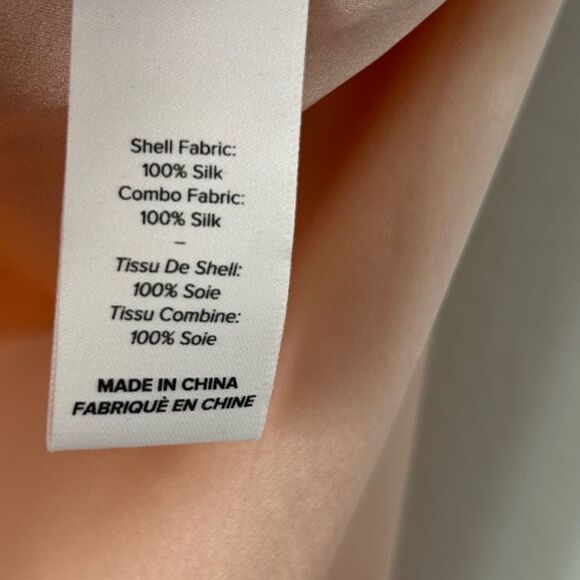 Shell Fabric:
100% Silk
Combo Fabric:
100% Silk
–
Tissu De Shell:
100% Soie
Tissu Combine:
100% Soie
MADE IN CHINA
FABRIQUÈ EN CHINE